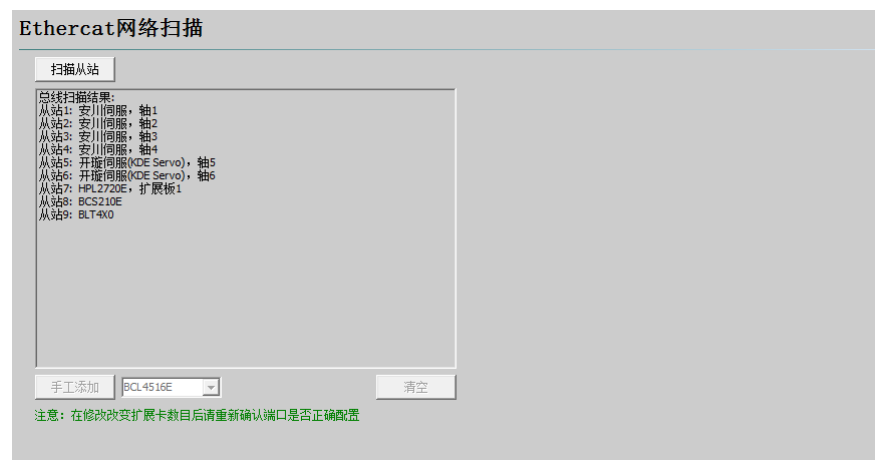 Ethercat网络扫描
扫描从站
总线扫描结果:
从站1: 安川伺服，轴1
从站2: 安川伺服，轴2
从站3: 安川伺服，轴3
从站4: 安川伺服，轴4
从站5: 开璇伺服(KDE Servo)，轴5
从站6: 开璇伺服(KDE Servo)，轴6
从站7: HPL2720E，扩展板1
从站8: BCS210E
从站9: BLT4X0
手工添加 BCL4516E 清空
注意：在修改改变扩展卡数目后请重新确认端口是否正确配置